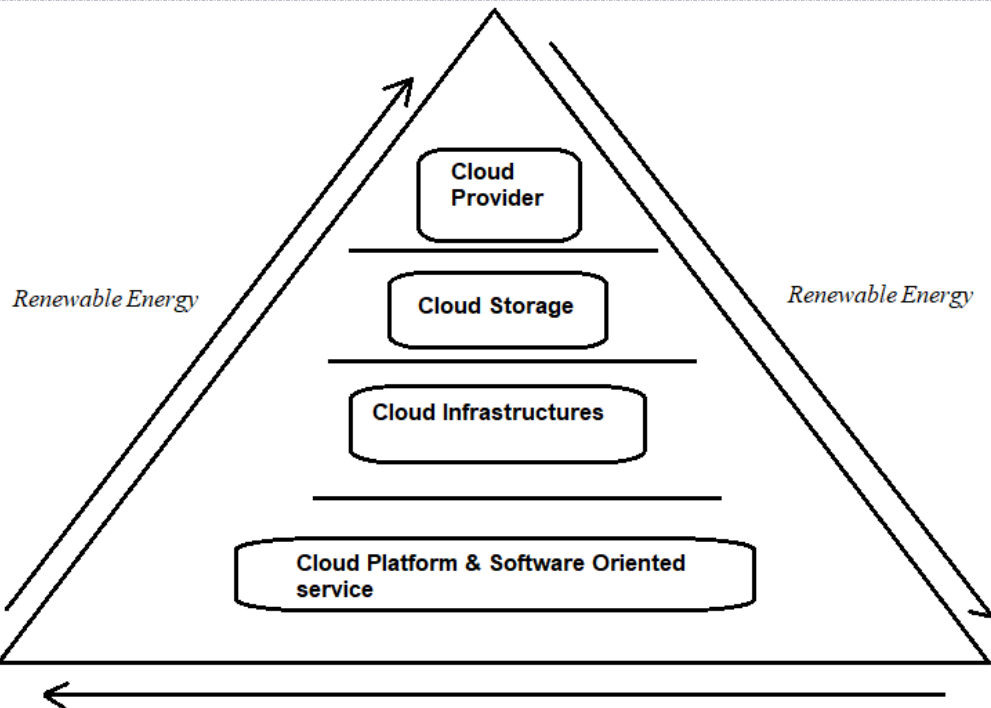 Cloud
Provider
Renewable Energy
Renewable Energy
Cloud Storage
Cloud Infrastructures
Cloud Platform & Software Oriented
service